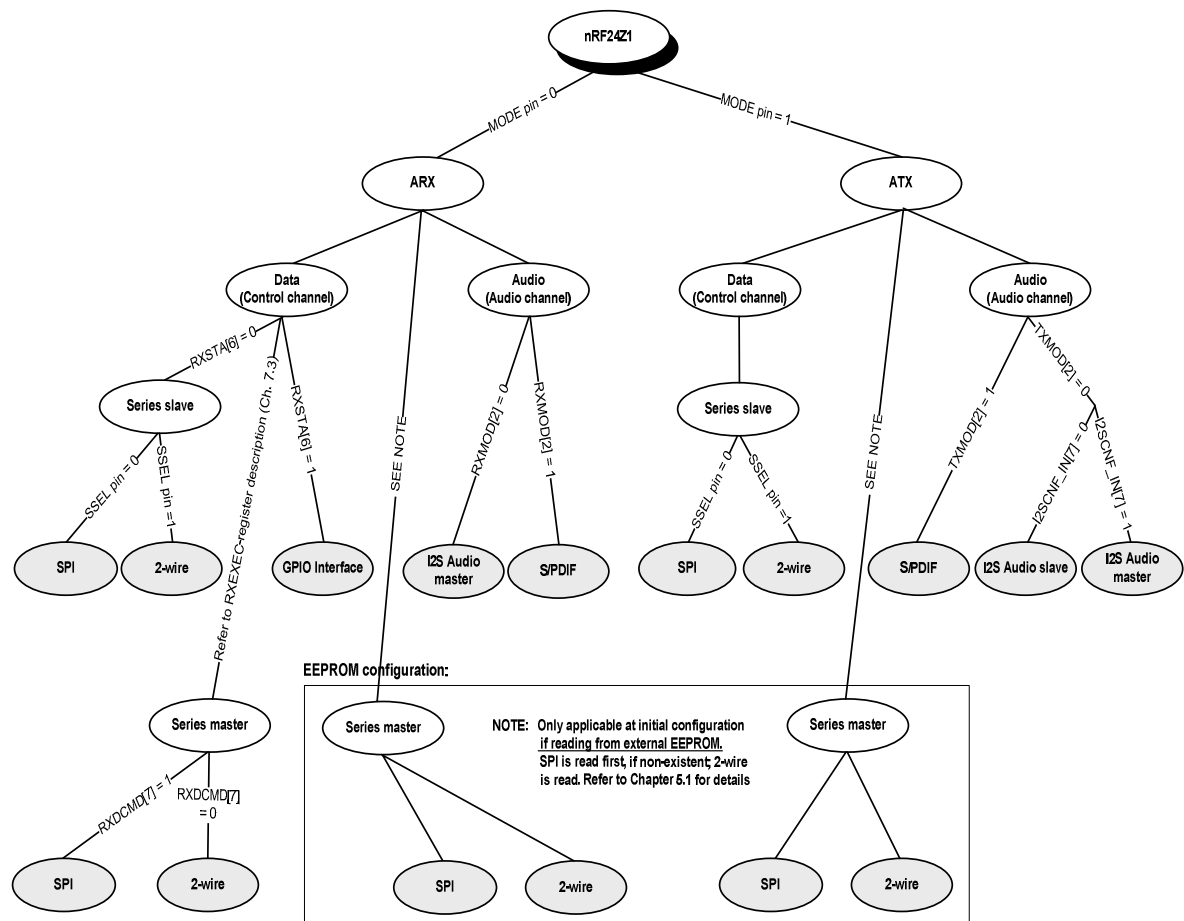 nRF24Z1
MODE pin = 0
MODE pin = 1
ARX
ATX
Data
(Control channel)
Audio
(Audio channel)
Data
(Control channel)
Audio
(Audio channel)
RXSTA[6] = 0
Refer to RXEXEC-register description (Ch. 7.3)
RXSTA[6] = 1
SEE NOTE
RXMOD[2] = 0
RXMOD[2] = 1
SEE NOTE
TXMOD[2] = 1
TXMOD[2] = 0
Series slave
Series slave
SSEL pin = 0
SSEL pin =1
SSEL pin = 0
SSEL pin =1
I2SCNF_IN[7] = 0
I2SCNF_IN[7] = 1
SPI
2-wire
GPIO Interface
I2S Audio
master
S/PDIF
SPI
2-wire
S/PDIF
I2S Audio slave
I2S Audio
master
EEPROM configuration:
Series master
Series master
NOTE: Only applicable at initial configuration
if reading from external EEPROM.
SPI is read first, if non-existent; 2-wire
is read. Refer to Chapter 5.1 for details
Series master
RXDCMD[7] = 1
RXDCMD[7]
= 0
SPI
2-wire
SPI
2-wire
SPI
2-wire